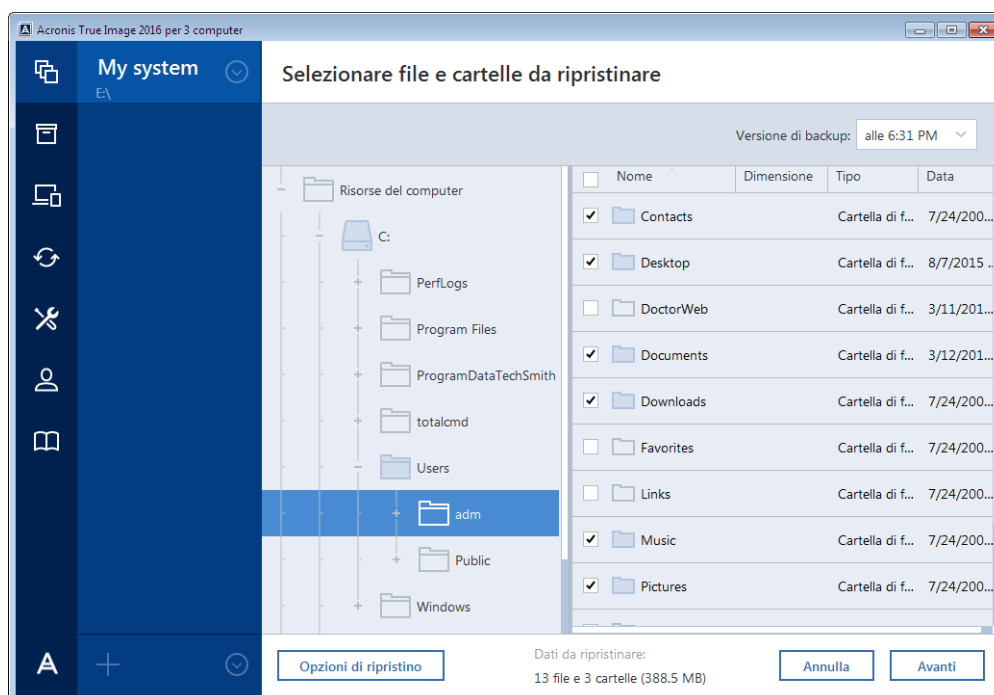 Acronis True Image 2016 per 3 computer
My system
E:\
Selezionare file e cartelle da ripristinare
Versione di backup: alle 6:31 PM
Risorse del computer
C:
PerfLogs
Program Files
ProgramDataTechSmith
totalcmd
Users
adm
Public
Windows
Nome Dimensione Tipo Data
Contacts Cartella di f... 7/24/200...
Desktop Cartella di f... 8/7/2015 ..
DoctorWeb Cartella di f... 3/11/201...
Documents Cartella di f... 3/12/201...
Downloads Cartella di f... 7/24/200...
Favorites Cartella di f... 7/24/200...
Links Cartella di f... 7/24/200...
Music Cartella di f... 7/24/200...
Pictures Cartella di f... 7/24/200...
Opzioni di ripristino
Dati da ripristinare:
13 file e 3 cartelle (388.5 MB)
Annulla
Avanti